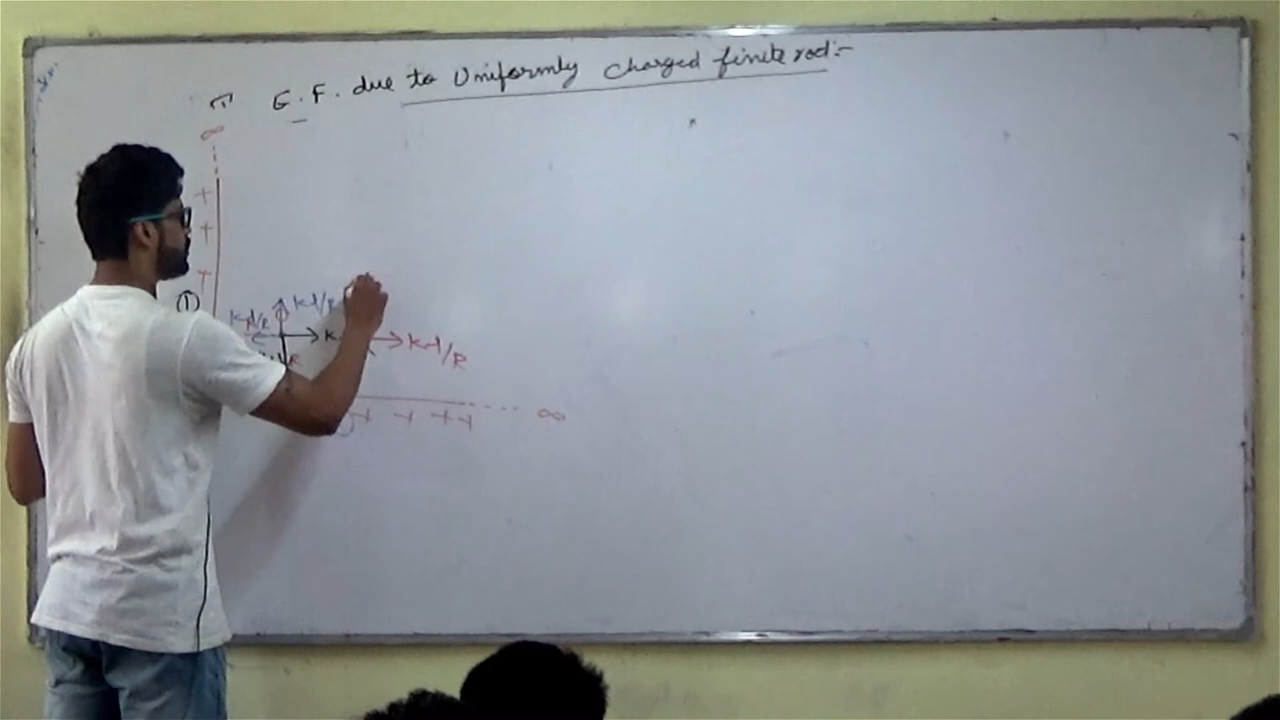 E.F. due to Uniformly charged finite rod:-
∞
+
+
+
①
kλ/R kλ/R
k kλ/R
R
+ + + + ∞